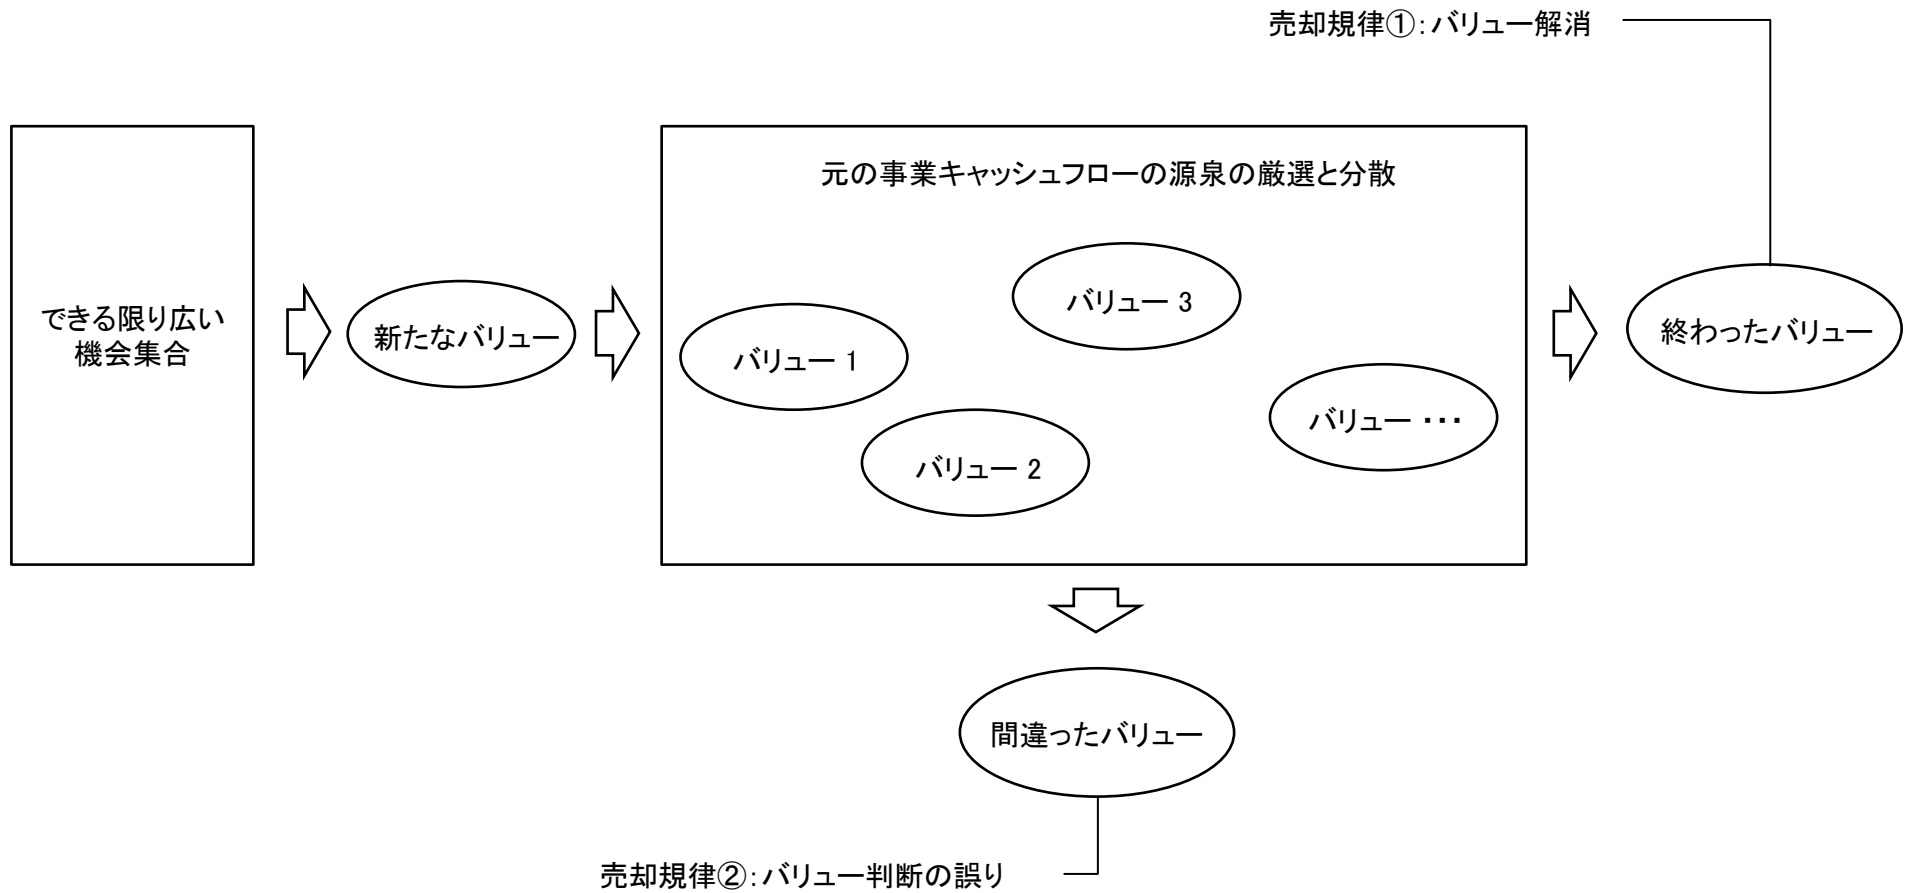 売却規律①：バリュー解消
元の事業キャッシュフローの源泉の厳選と分散
できる限り広い
機会集合
新たなバリュー
バリュー 1
バリュー 2
バリュー 3
バリュー ・・・
終わったバリュー
間違ったバリュー
売却規律②：バリュー判断の誤り